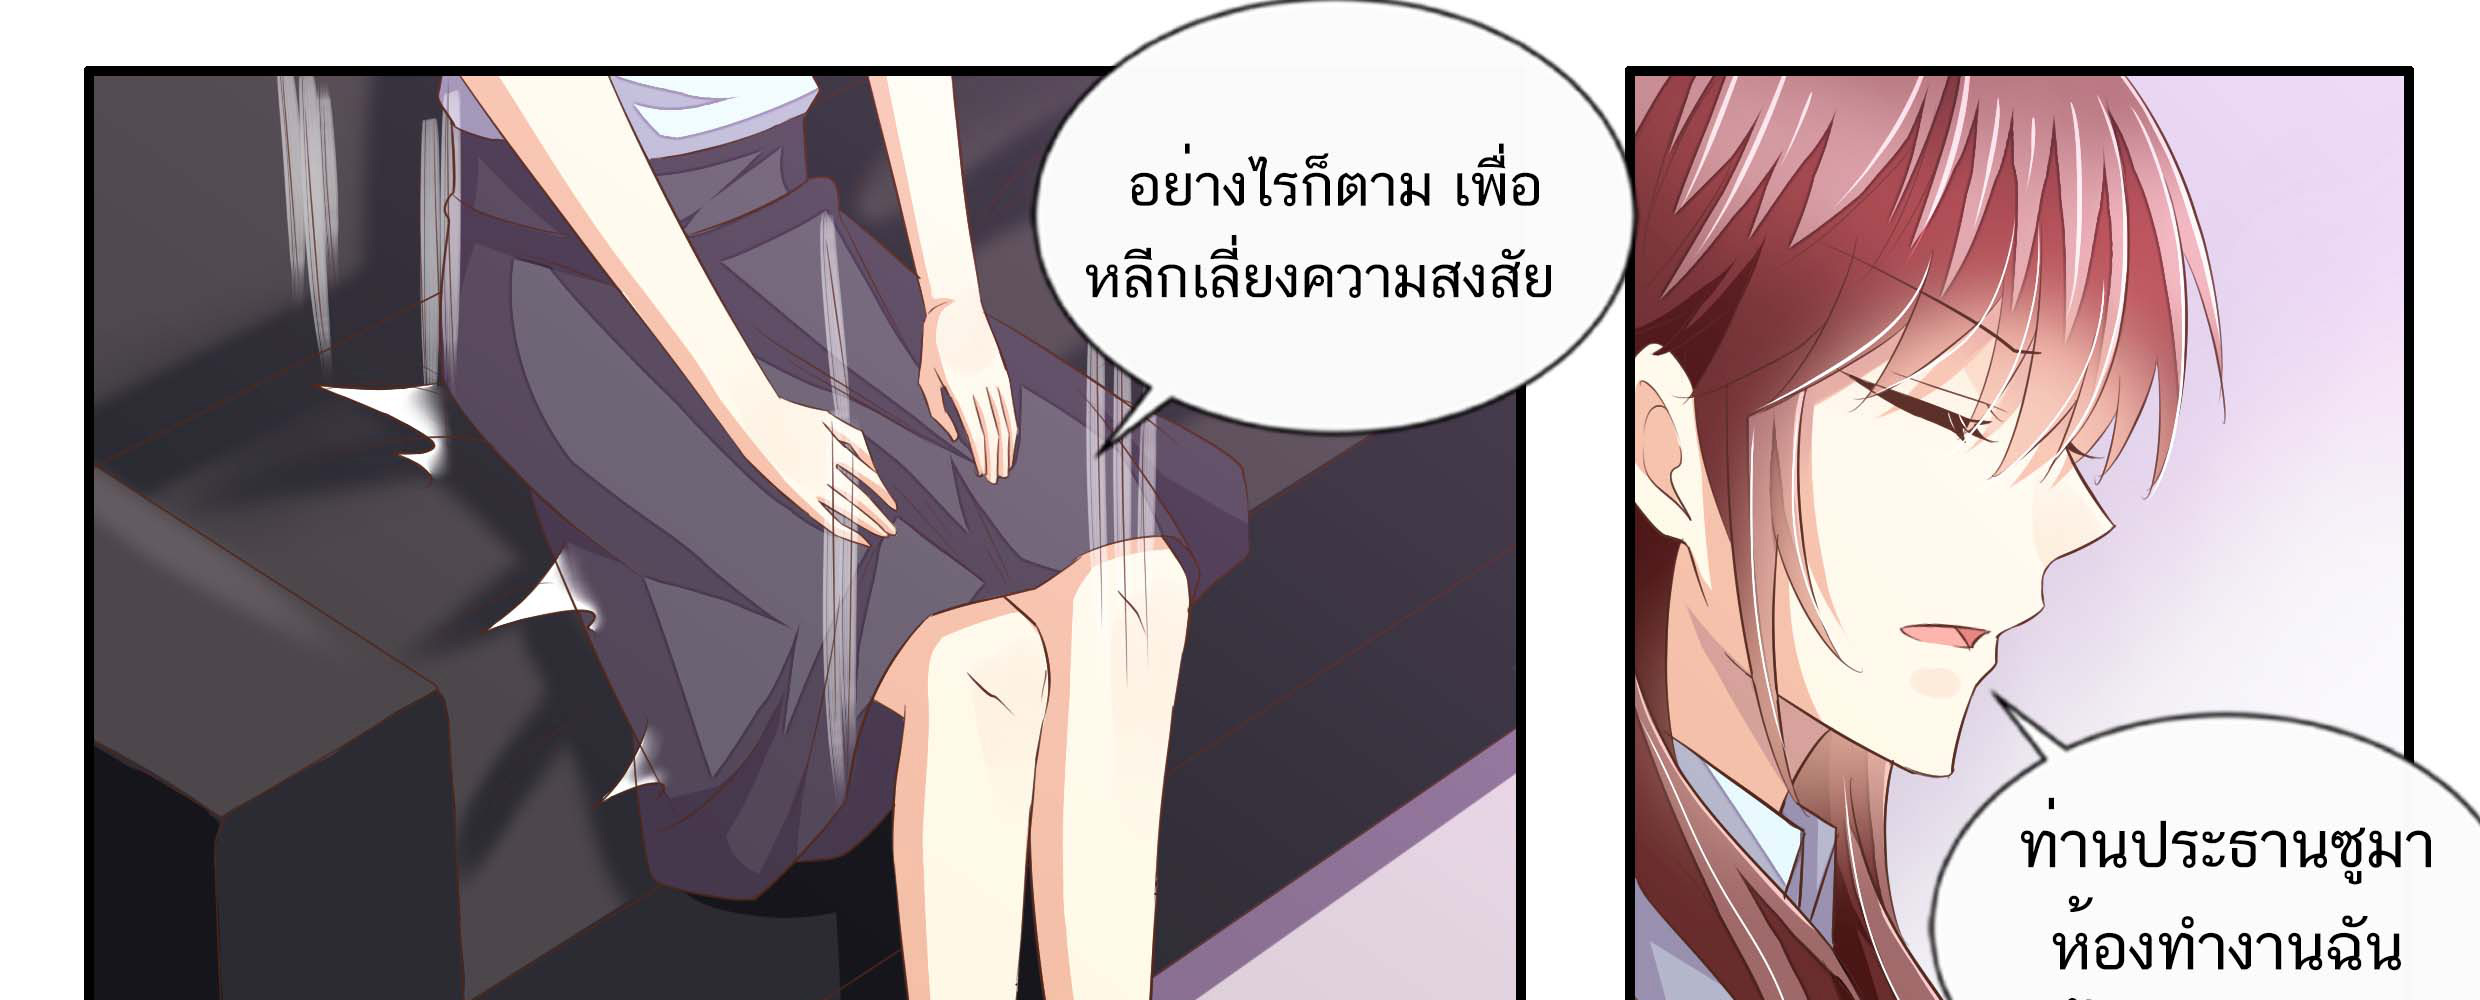 อย่างไรก็ตาม เพื่อ
หลีกเลี่ยงความสงสัย
ท่านประธานซูมา
ห้องทำงานฉัน